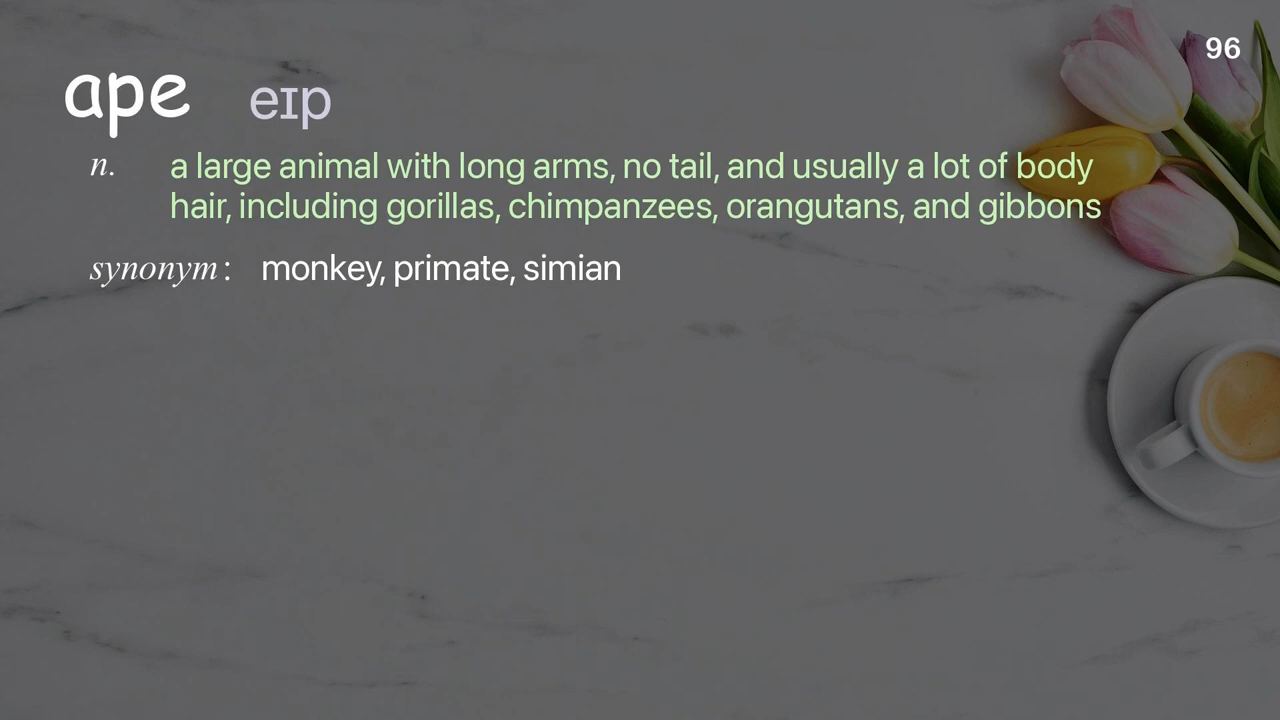 96
ape eɪp
n. a large animal with long arms, no tail, and usually a lot of body
hair, including gorillas, chimpanzees, orangutans, and gibbons
synonym : monkey, primate, simian